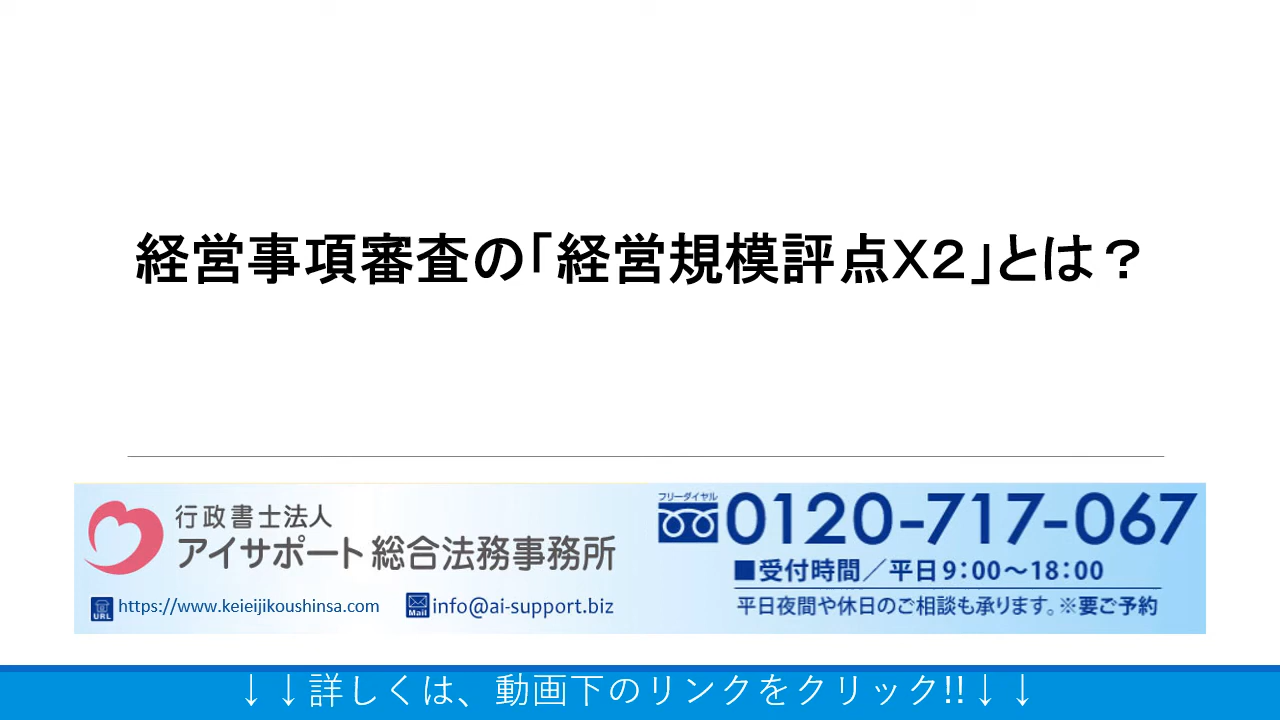 経営事項審査の「経営規模評点X2」とは？
行政書士法人
アイサポート総合法務事務所
URL https://www.keieijikoushinsa.com
Mail info@ai-support.biz
フリーダイヤル
0120-717-067
■受付時間／平日9：00〜18：00
平日夜間や休日のご相談も承ります。※要ご予約
↓↓詳しくは、動画下のリンクをクリック!!↓↓